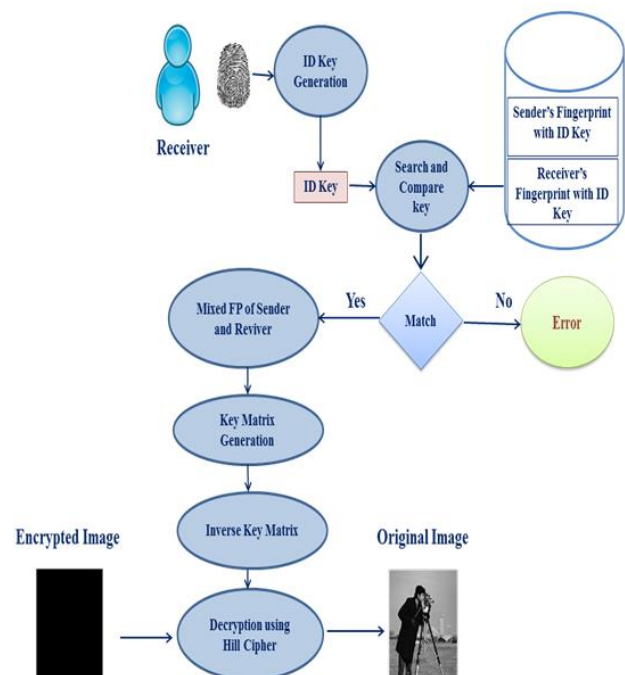 ID Key
Generation
Receiver
Sender's Fingerprint
with ID Key
Receiver's Fingerprint
with ID
Key
ID Key
Search and
Compare
key
Match
Yes
No
Error
Mixed FP of Sender
and Reviver
Key Matrix
Generation
Inverse Key Matrix
Encrypted Image
Original Image
Decryption using
Hill Cipher